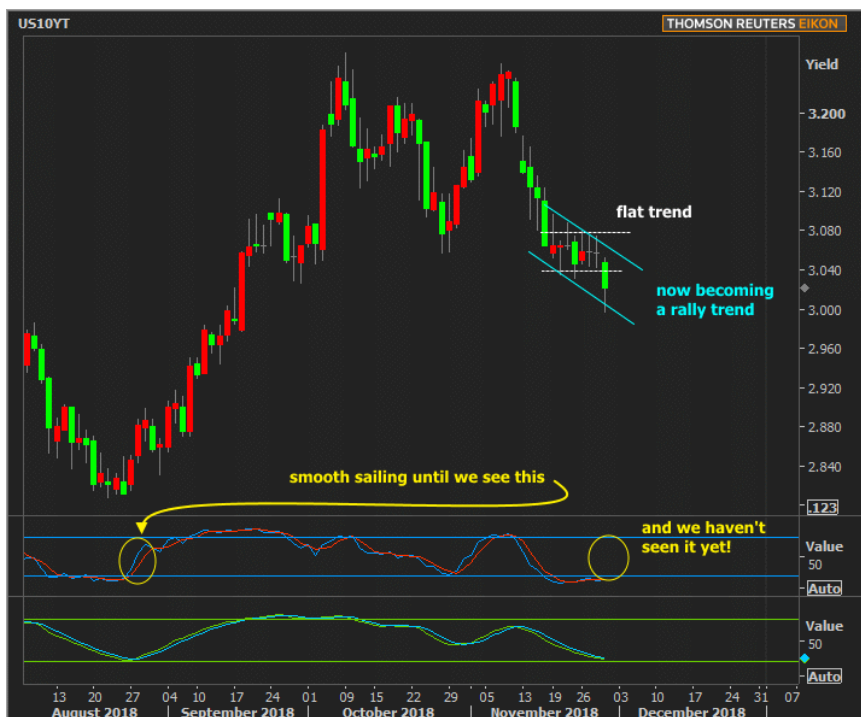 US10YT
THOMSON REUTERS EIKON
Yield
3.200
3.160
3.120
flat trend
3.080
3.040
now becoming
a rally trend
3.000
2.960
2.920
2.880
2.840
smooth sailing until we see this
.123
and we haven't
seen it yet!
Value
50
Auto
Value
50
Auto
13 20 27 04 10 17 24 01 09 16 22 29 05 13 19 26 03 10 17 24 31 07
August 2018 September 2018 October 2018 November 2018 December 2018